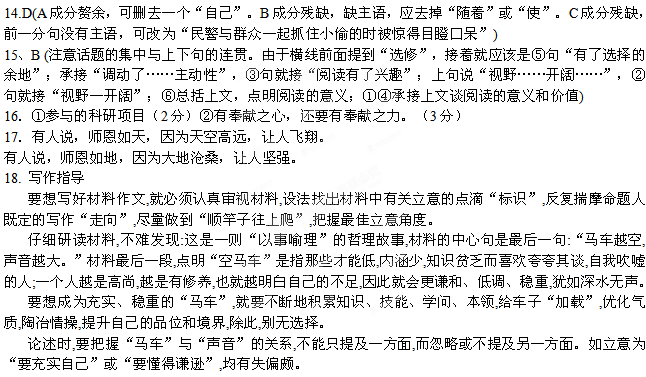 14.D(A成分赘余，可删去一个“自己”。B成分残缺，缺主语，应去掉“随着”或“使”。C成分残缺，
前一分句没有主语，可改为“民警与群众一起抓住小偷的时被惊得目瞪口呆”)
15、B (注意话题的集中与上下句的连贯。由于横线前面提到“选修”，接着就应该是⑤句“有了选择的
余地”；承接“调动了……主动性”，③句就接“阅读有了兴趣”；上句说“视野……开阔……”，②
句就接“视野一开阔”；⑥总括上文，点明阅读的意义；①④承接上文谈阅读的意义和价值)
16．①参与的科研项目（2分）②有奉献之心，还要有奉献之力。（3分）
17．有人说，师恩如天，因为天空高远，让人飞翔。
有人说，师恩如地，因为大地沧桑，让人坚强。
18. 写作指导
要想写好材料作文,就必须认真审视材料,设法找出材料中有关立意的点滴“标识”,反复揣摩命题人
既定的写作“走向”,尽量做到“顺竿子往上爬”,把握最佳立意角度。
仔细研读材料,不难发现:这是一则“以事喻理”的哲理故事,材料的中心句是最后一句:“马车越空,
声音越大。”材料最后一段,点明“空马车”是指那些才能低,内涵少,知识贫乏而喜欢夸夸其谈,自我吹嘘
的人;一个人越是高尚,越是有修养,也就越明白自己的不足,因此就会更谦和、低调、稳重,犹如深水无声。
要想成为充实、稳重的“马车”,就要不断地积累知识、技能、学问、本领,给车子“加载”,优化气
质,陶冶情操,提升自己的品位和境界,除此,别无选择。
论述时,要把握“马车”与“声音”的关系,不能只提及一方面,而忽略或不提及另一方面。如立意为
“要充实自己”或“要懂得谦逊”,均有失偏颇。